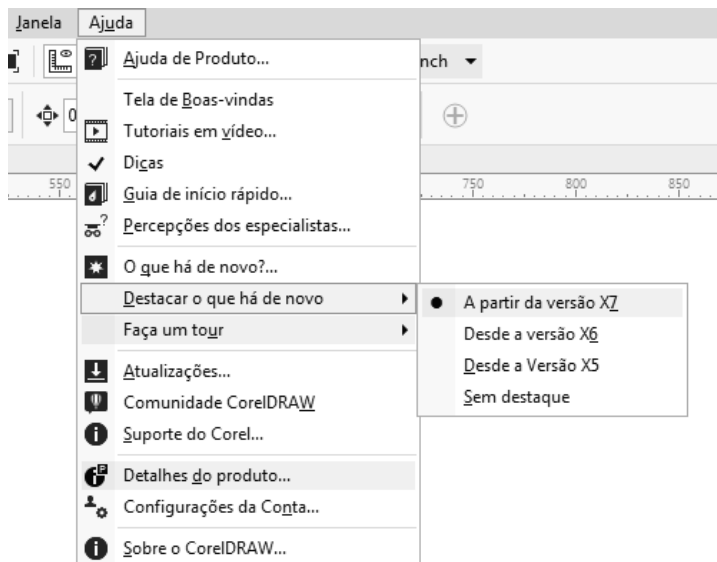 Janela Ajuda
Ajuda de Produto...
nch
Tela de Boas-vindas
0
Tutoriais em vídeo...
Dicas
550 750 800 850
Guia de início rápido...
Percepções dos especialistas...
O que há de novo?...
Destacar o que há de novo
A partir da versão X7
Faça um tour
Desde a versão X6
Desde a Versão X5
Atualizações...
Sem destaque
Comunidade CorelDRAW
Suporte do Corel...
Detalhes do produto...
Configurações da Conta...
Sobre o CorelDRAW...